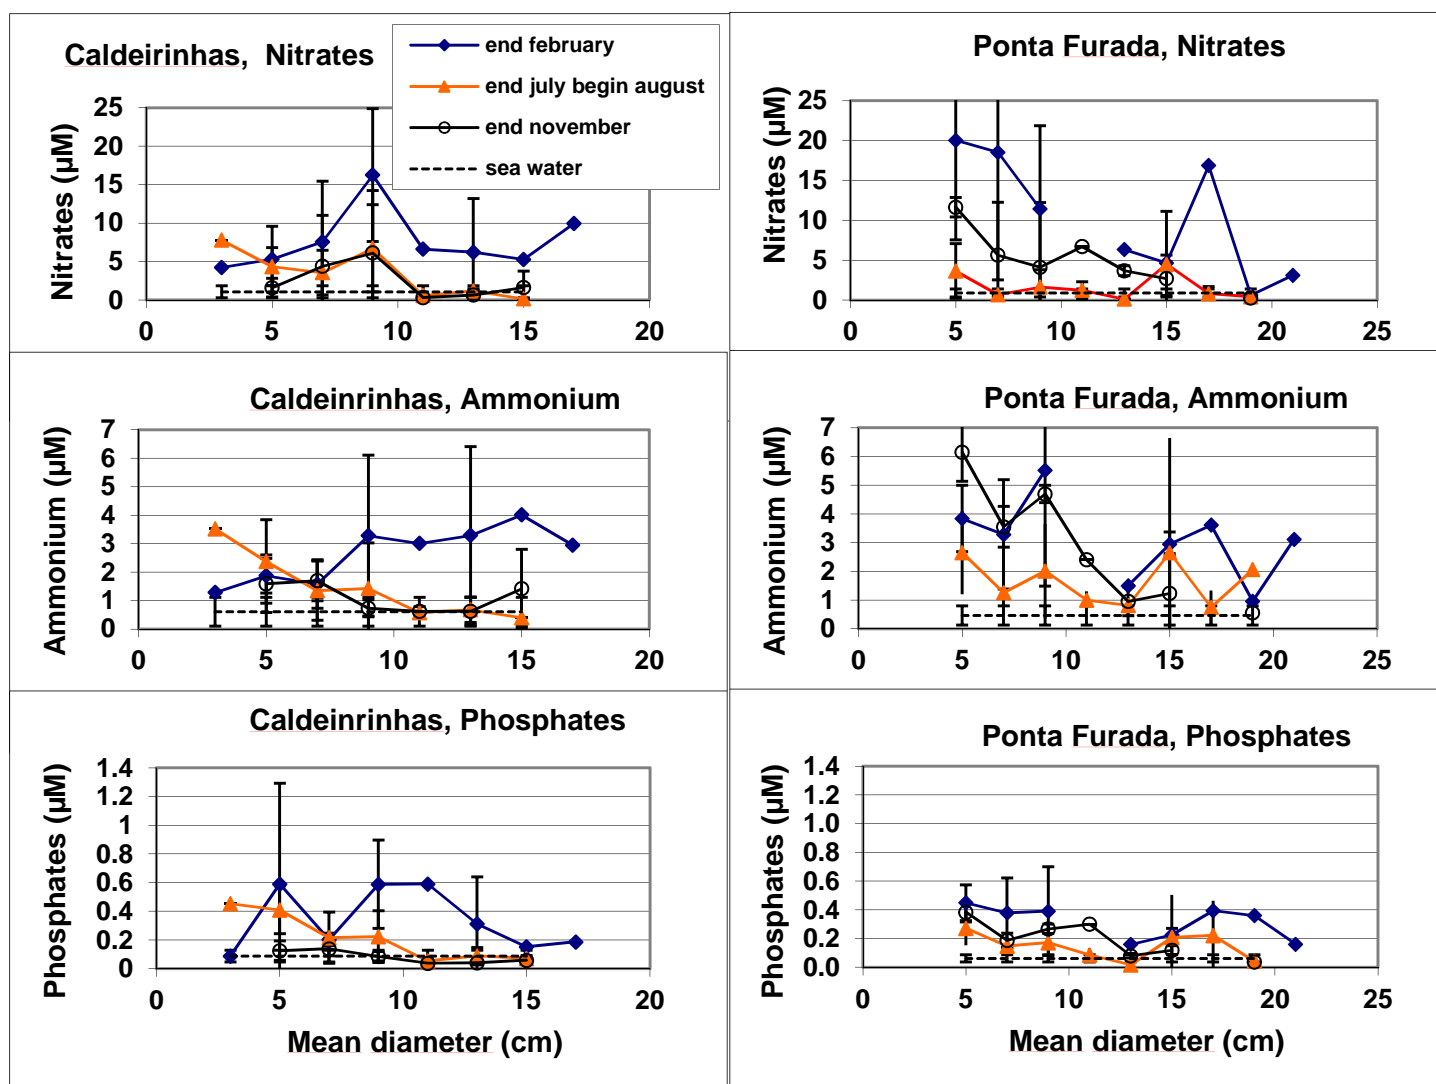 Caldeirinhas, Nitrates
end february
end july begin august
end november
sea water
Nitrates (µM)
25
20
15
10
5
0
0 5 10 15 20
Ponta Furada, Nitrates
Nitrates (µM)
25
20
15
10
5
0
0 5 10 15 20 25
Caldeinrinhas, Ammonium
Ammonium (µM)
7
6
5
4
3
2
1
0
0 5 10 15 20
Ponta Furada, Ammonium
Ammonium (µM)
7
6
5
4
3
2
1
0
0 5 10 15 20 25
Caldeinrinhas, Phosphates
Phosphates (µM)
1.4
1.2
1
0.8
0.6
0.4
0.2
0
0 5 10 15 20
Mean diameter (cm)
Ponta Furada, Phosphates
Phosphates (µM)
1.4
1.2
1.0
0.8
0.6
0.4
0.2
0.0
0 5 10 15 20 25
Mean diameter (cm)